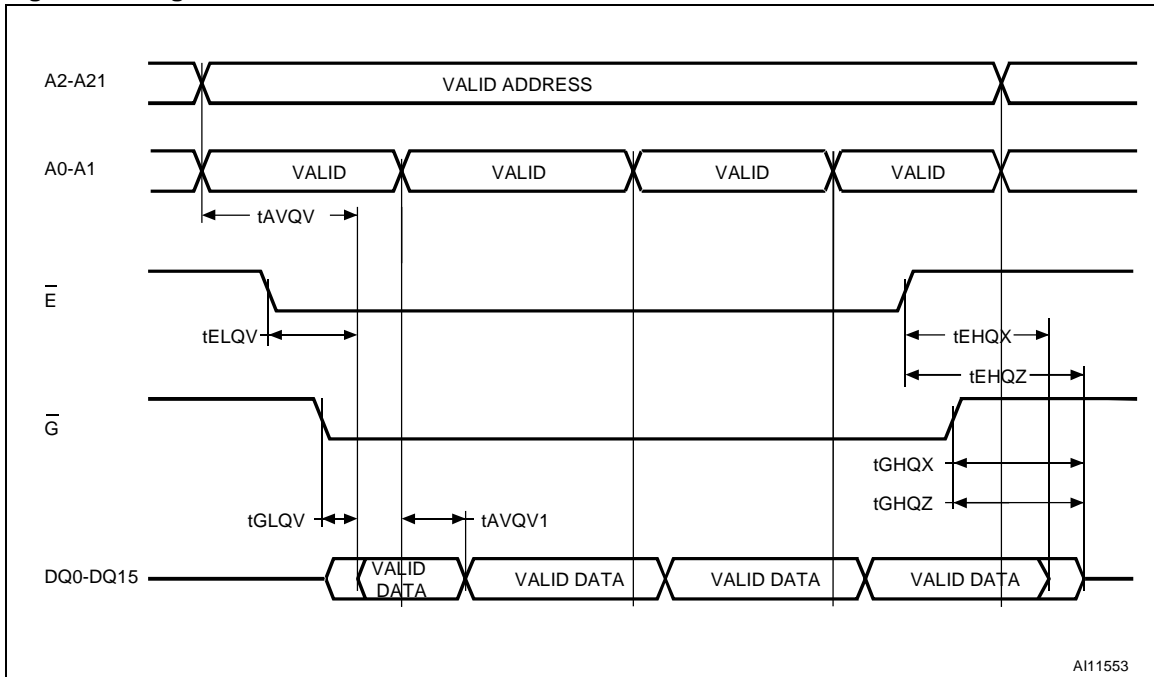 A2-A21
VALID ADDRESS
A0-A1
VALID
VALID
VALID
VALID
tAVQV
E
tELQV
tEHQX
tEHQZ
G
tGHQX
tGHQZ
tGLQV
tAVQV1
DQ0-DQ15
VALID
DATA
VALID DATA
VALID DATA
VALID DATA
AI11553